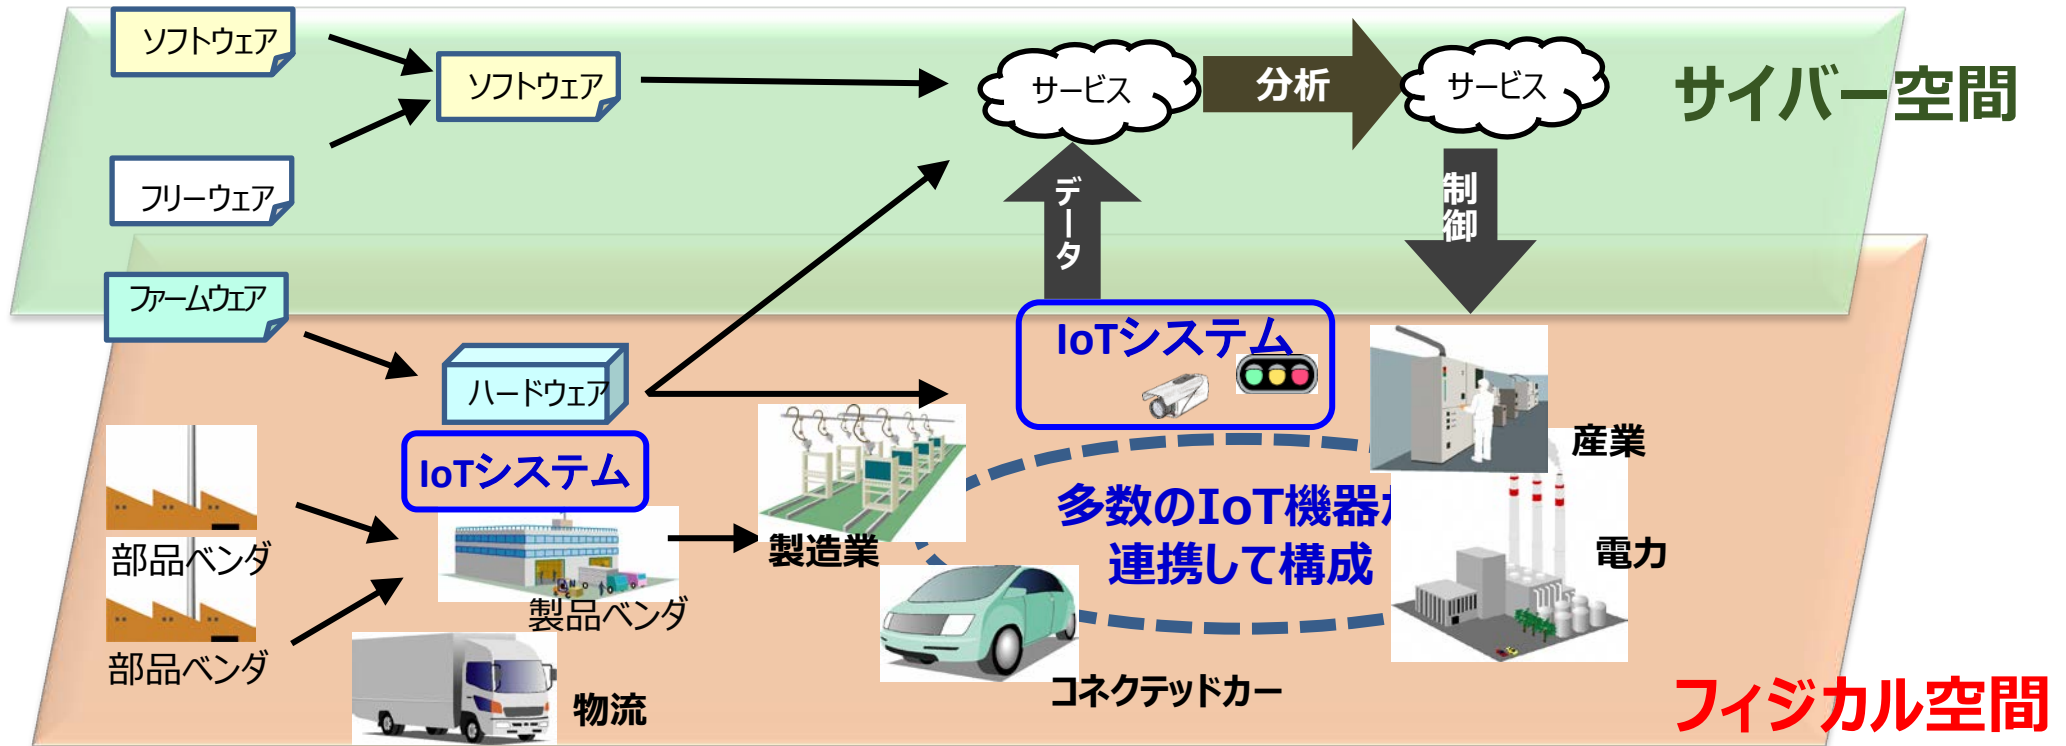 ソフトウェア
ソフトウェア
サービス
分析
サービス
サイバー空間
フリーウェア
データ
制御
ファームウェア
IoTシステム
ハードウェア
産業
IoTシステム
多数のIoT機器が
連携して構成
部品ベンダ
製造業
電力
製品ベンダ
部品ベンダ
物流
コネクテッドカー
フィジカル空間